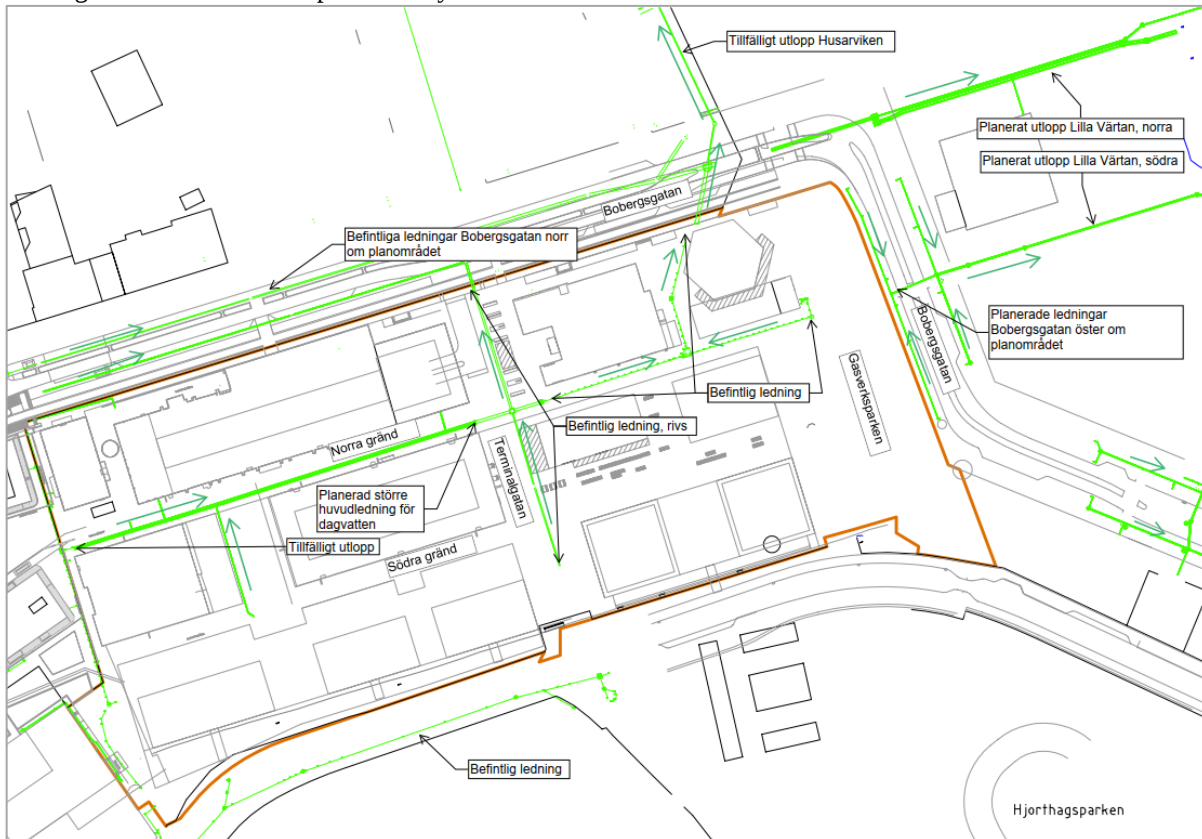 Tillfälligt utlopp Husarviken
Planerat utlopp Lilla Värtan, norra
Planerat utlopp Lilla Värtan, södra
Bobergsgatan
Befintliga ledningar Bobergsgatan norr
om planområdet
Planerade ledningar
Bobergsgatan öster om
planområdet
Bobergsgatan
Gasverksparken
Befintlig ledning
Befintlig ledning, rivs
Norra gränd
Terminalgatan
Planerad större
huvudledning för
dagvatten
Tillfälligt utlopp
Södra gränd
Befintlig ledning
Hjorthagsparken